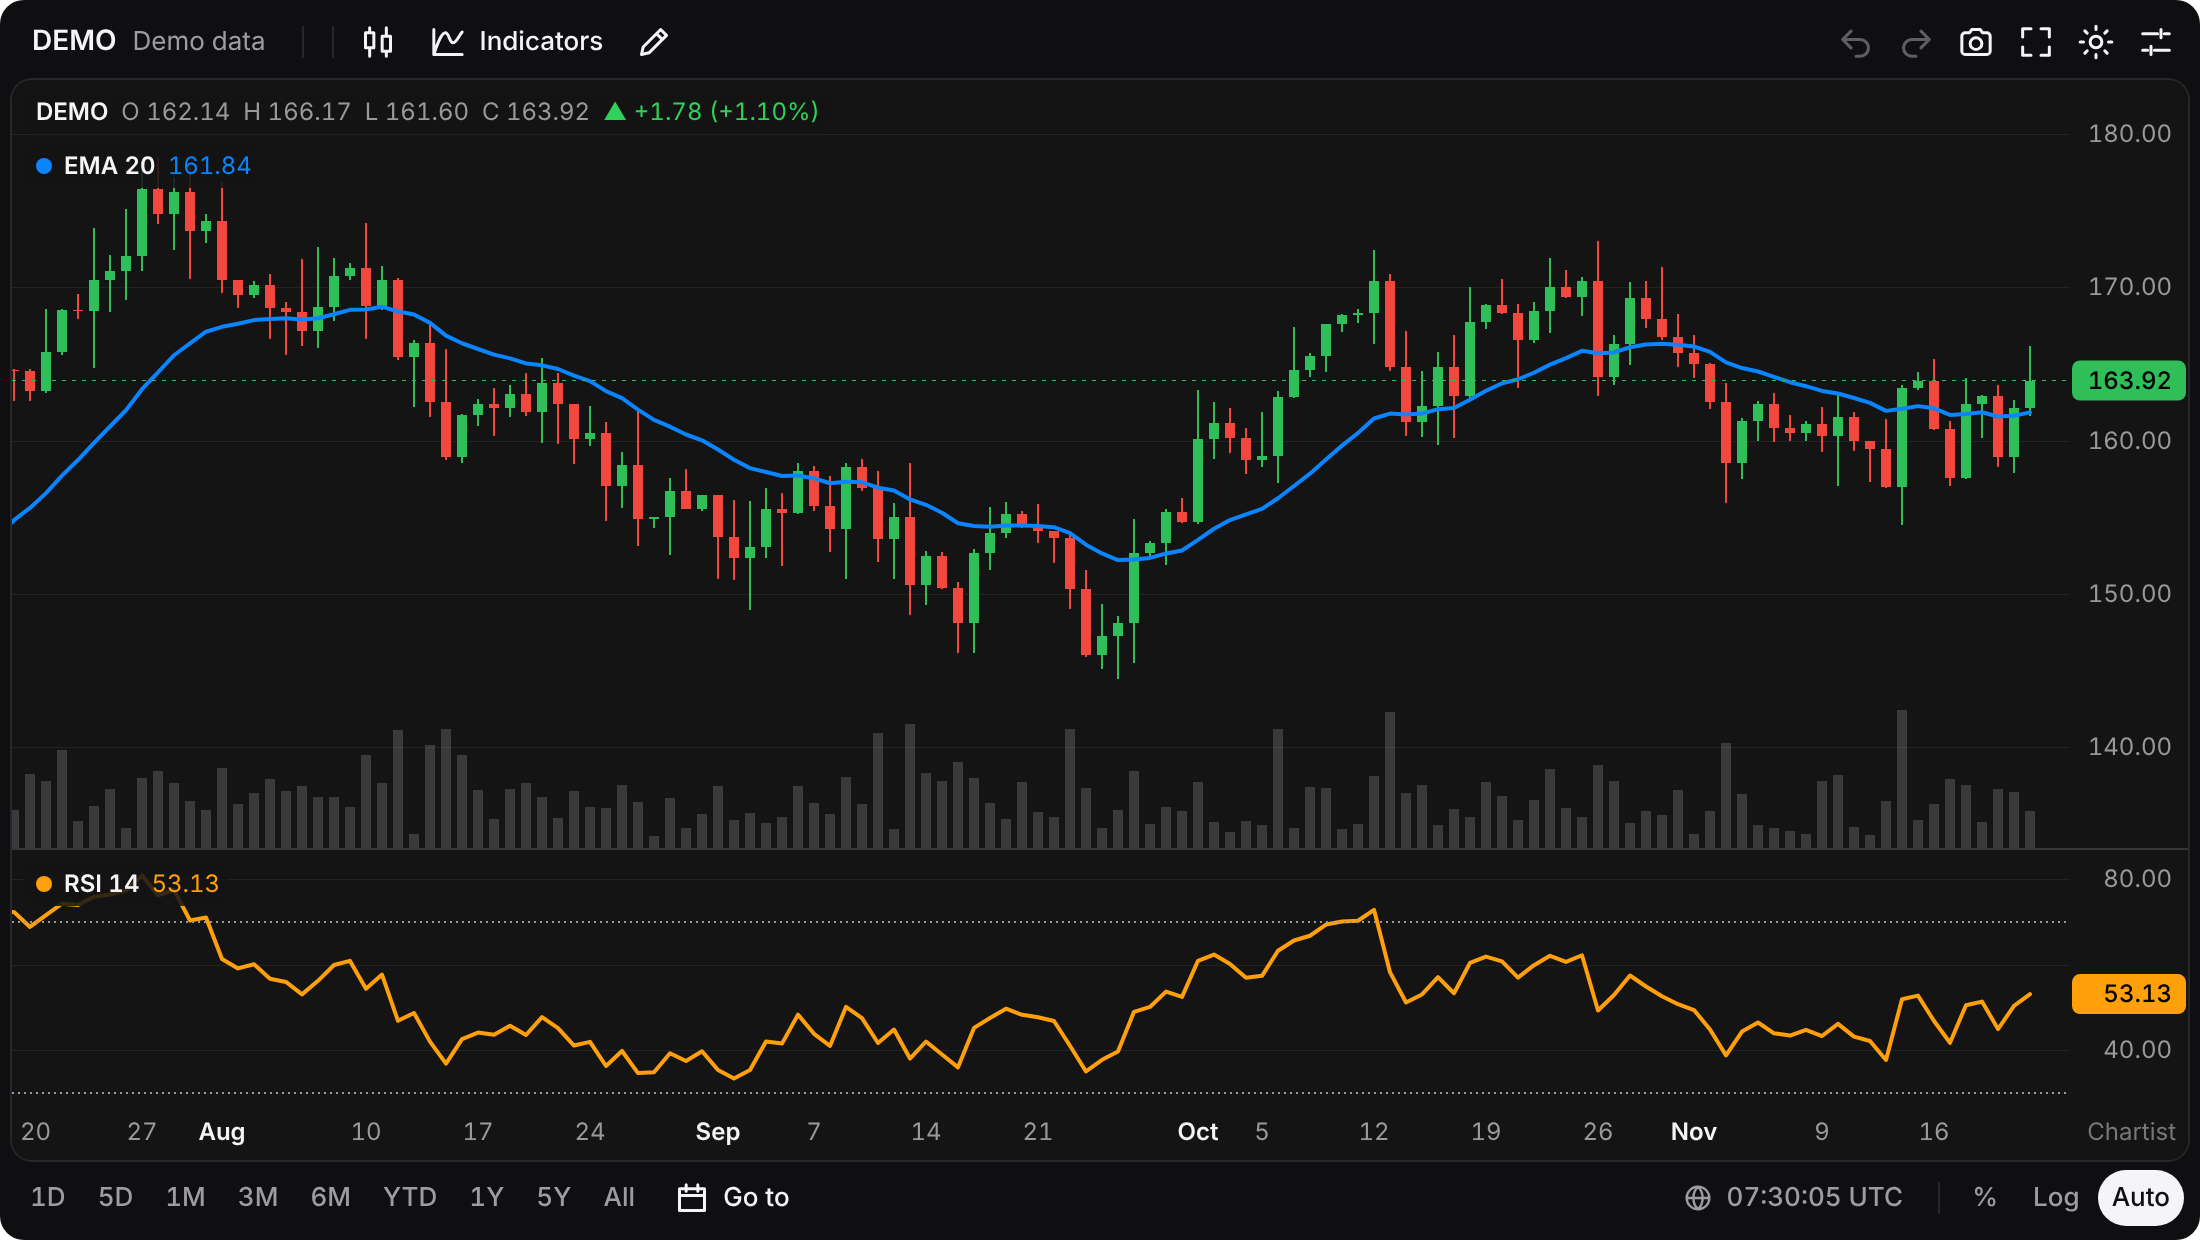 DEMO Demo data Indicators
DEMO O 162.14 H 166.17 L 161.60 C 163.92 ▲ +1.78 (+1.10%)
180.00
EMA 20 161.84
170.00
163.92
160.00
150.00
140.00
RSI 14 53.13
80.00
53.13
40.00
20 27 Aug 10 17 24 Sep 7 14 21 Oct 5 12 19 26 Nov 9 16 Chartist
1D 5D 1M 3M 6M YTD 1Y 5Y All Go to 07:30:05 UTC % Log Auto